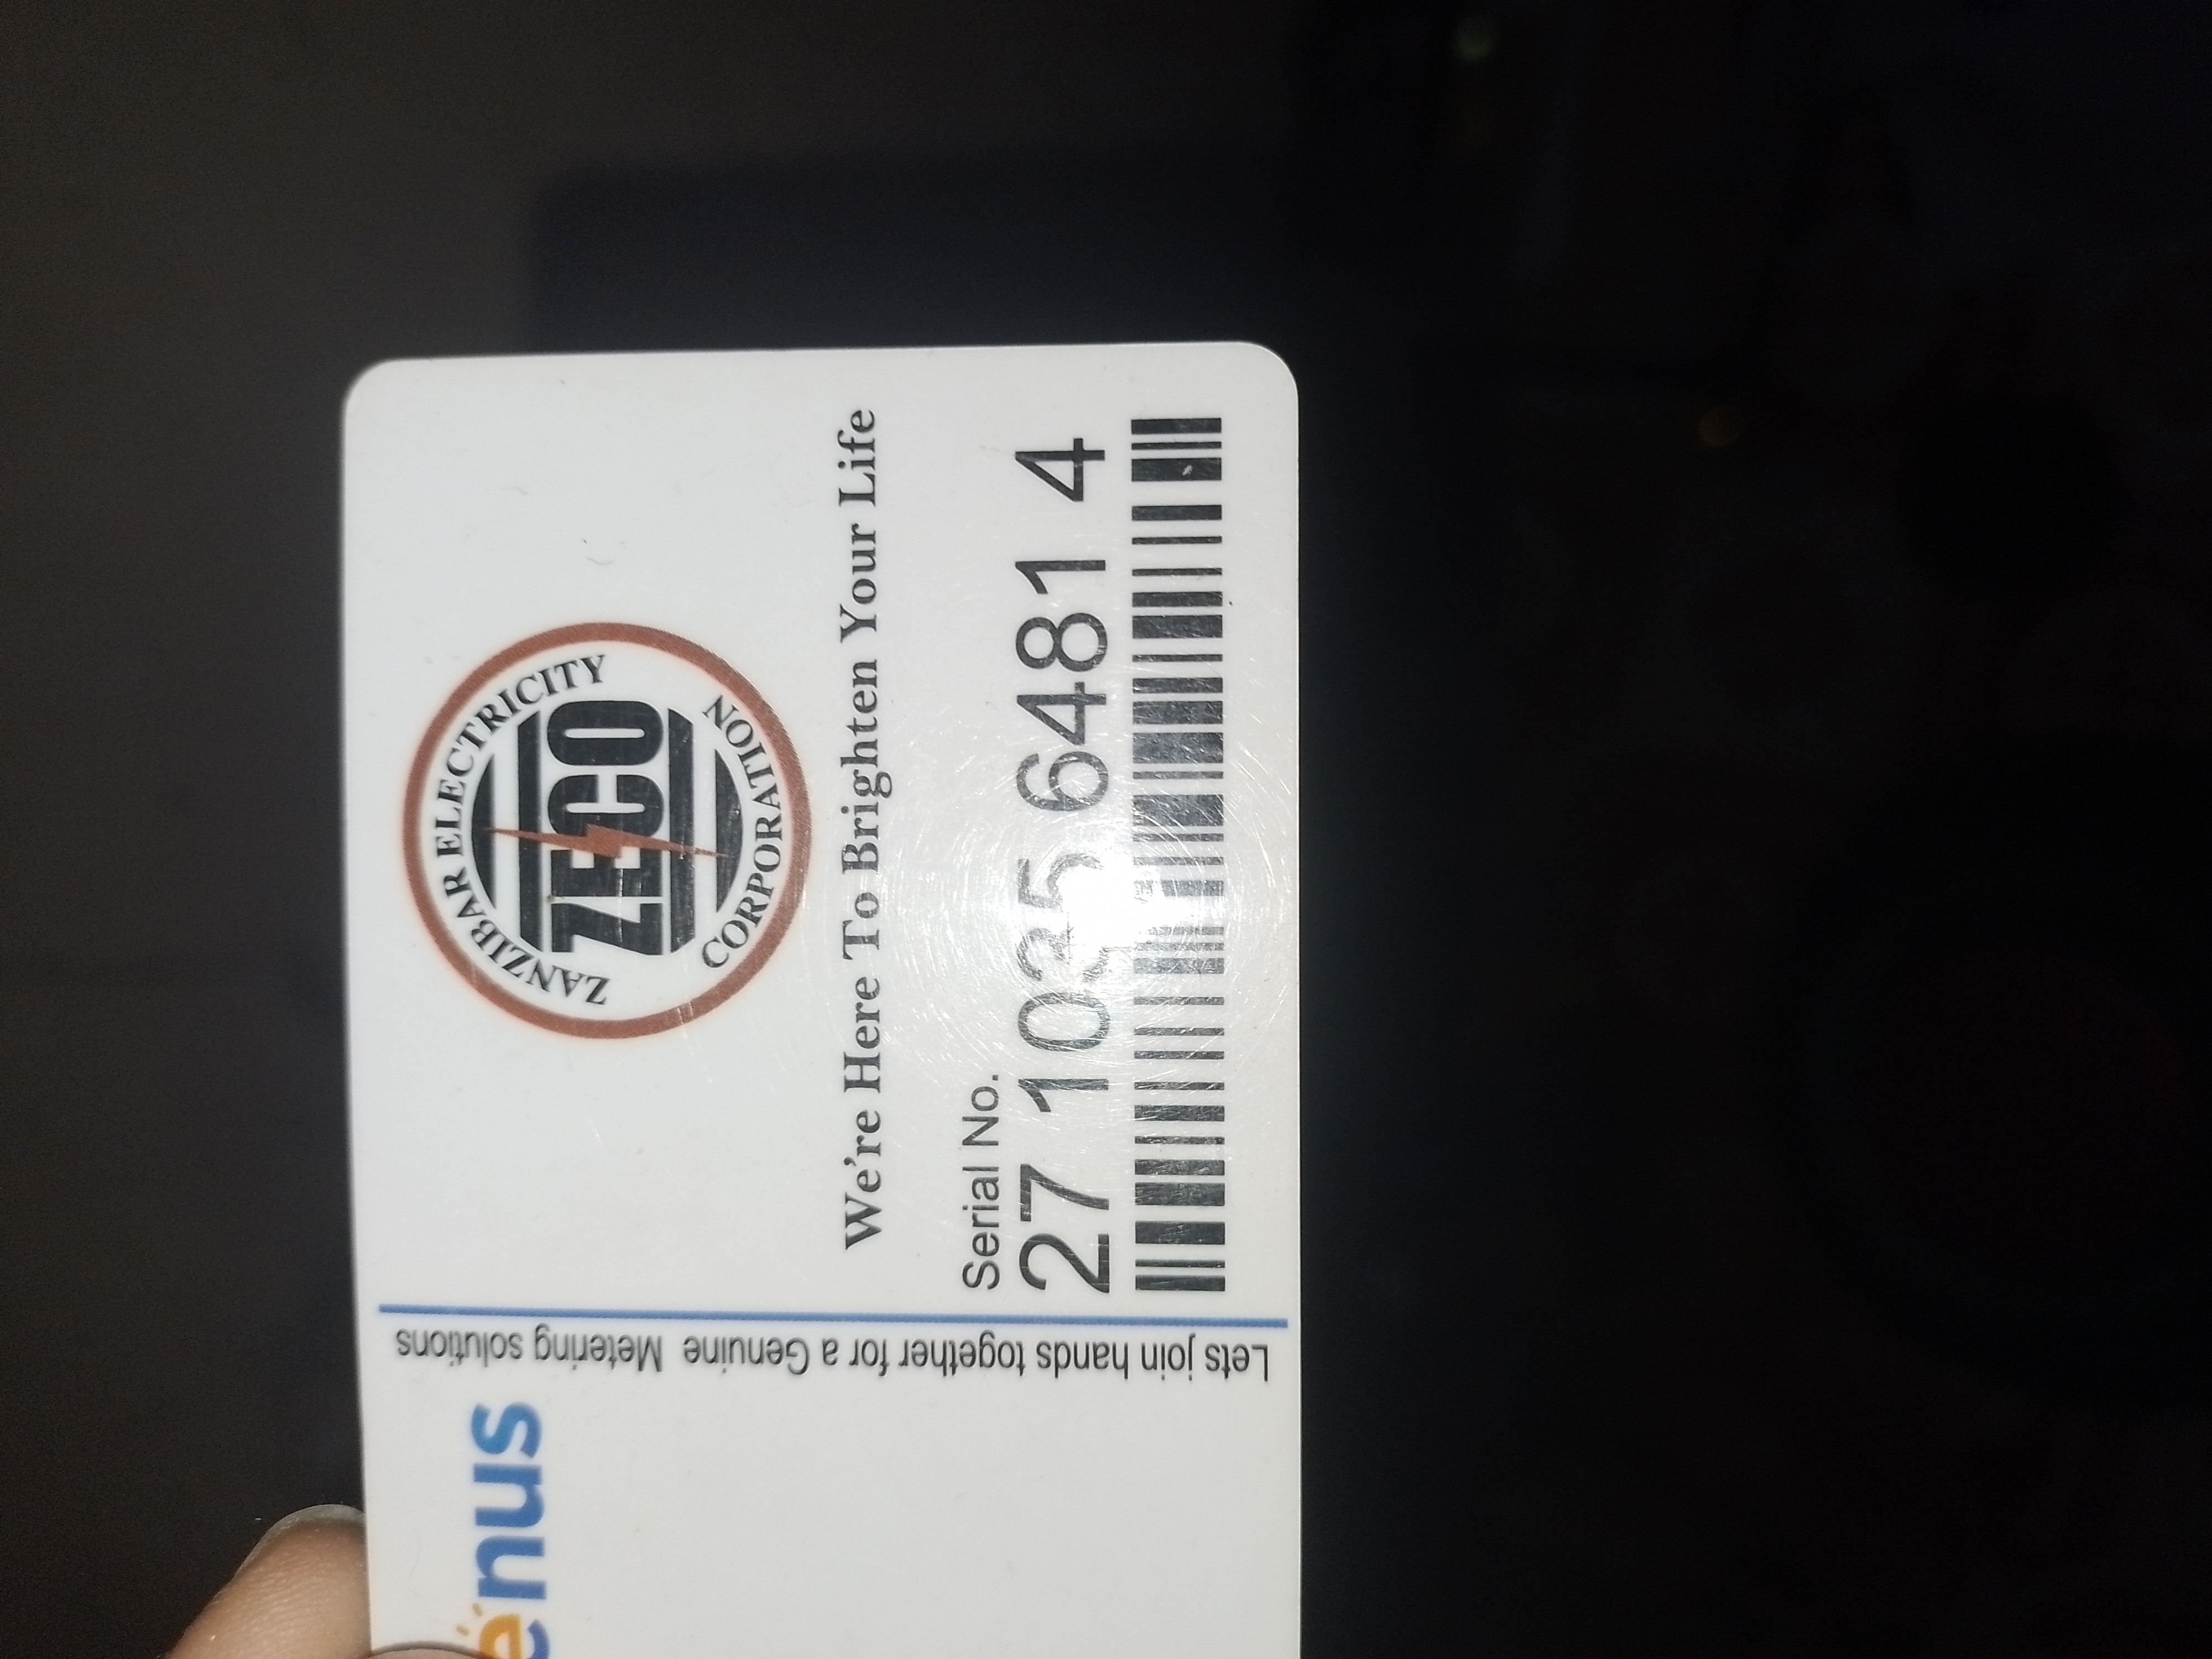 enus
Lets join hands together for a Genuine Metering solutions
ZANZIBAR ELECTRICITY
ZECO
CORPORATION
We're Here To Brighten Your Life
Serial No.
27 1035 6481 4